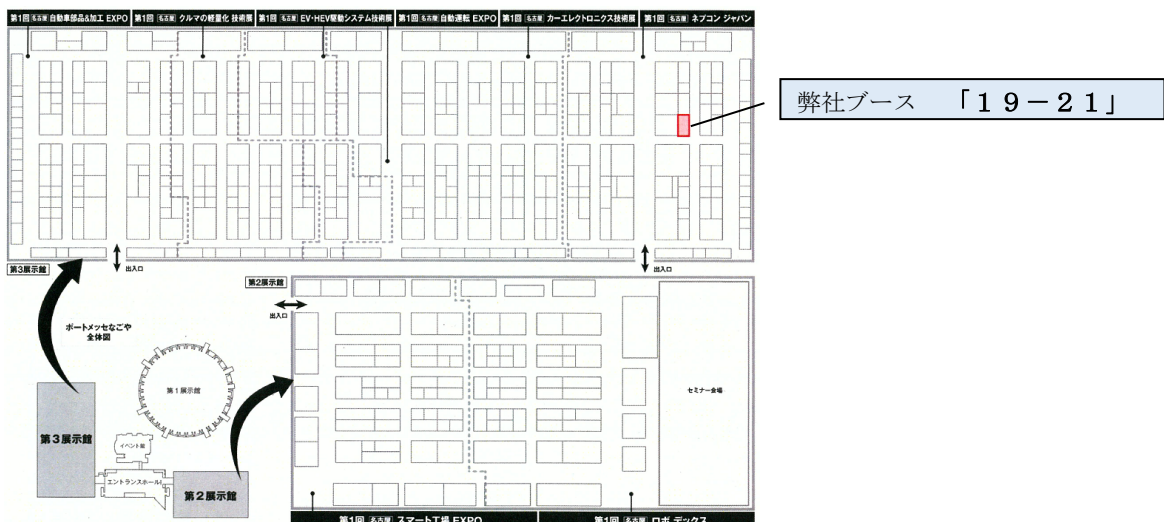 第1回 名古屋 自動車部品&加工 EXPO
第1回 名古屋 クルマの軽量化 技術展
第1回 名古屋 EV・HEV駆動システム技術展
第1回 名古屋 自動運転 EXPO
第1回 名古屋 カーエレクトロニクス技術展
第1回 名古屋 ネプコン ジャパン
弊社ブース 「19－21」
第3展示館
出入口
出入口
第2展示館
出入口
ポートメッセなごや
全体図
第1展示館
セミナー会場
第3展示館
イベント館
エントランスホール
第2展示館
第1回 名古屋 スマート工場 EXPO
第1回 名古屋 ロボデックス